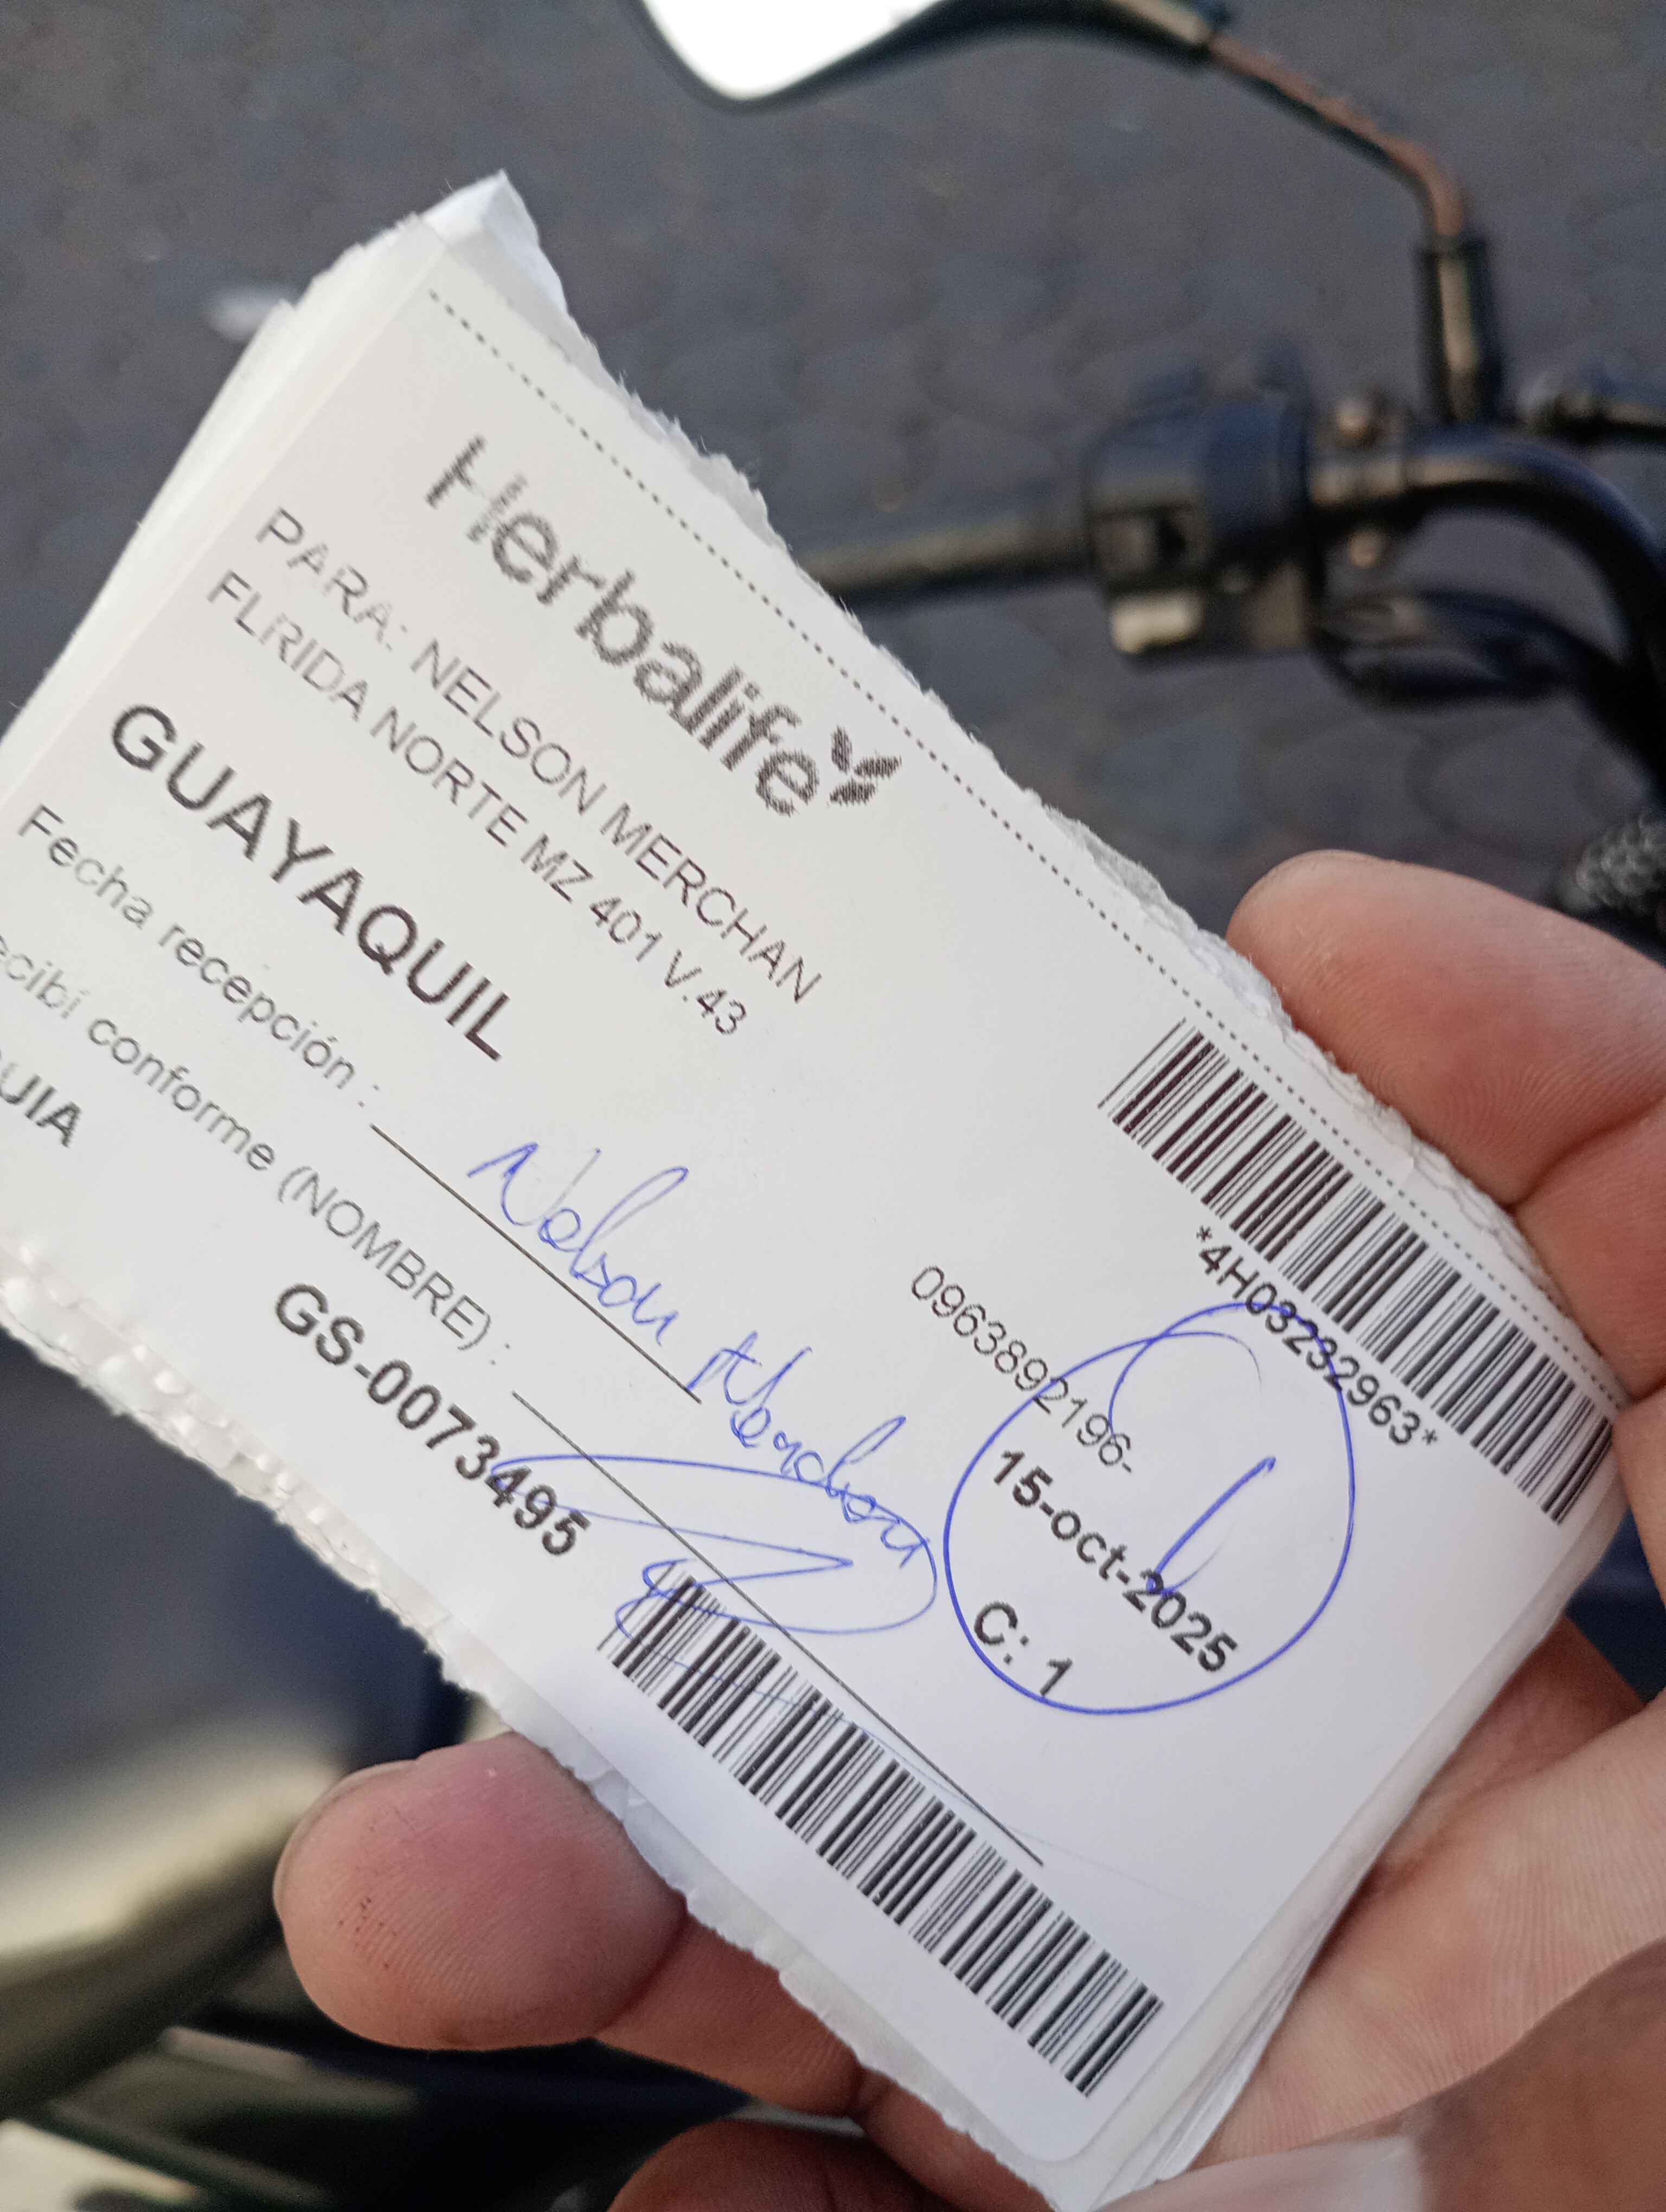 Herbalife
*4H03232963*
PARA: NELSON MERCHAN
FLRIDA NORTE MZ 401 V.43
0963892196-
GUAYAQUIL
15-oct-2025
Fecha recepción :
C: 1
Nelson Merchan
ecibí conforme (NOMBRE) :
UIA
GS-0073495